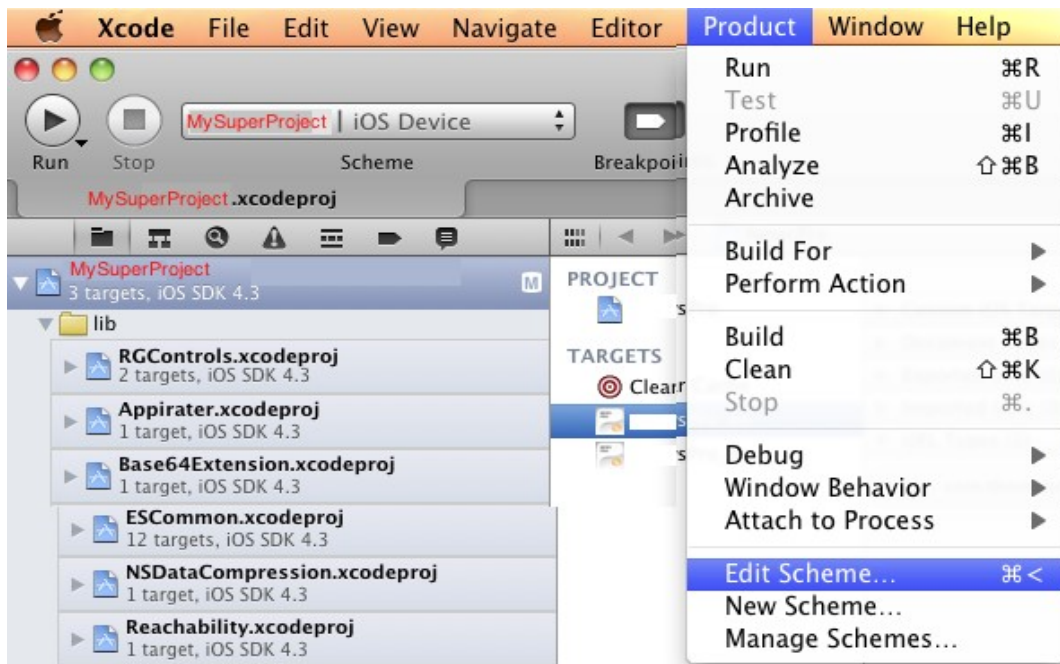 Xcode File Edit View Navigate Editor Product Window Help
MySuperProject | iOS Device
Run Stop Scheme
MySuperProject.xcodeproj
MySuperProject
3 targets, iOS SDK 4.3
M
lib
RGControls.xcodeproj
2 targets, iOS SDK 4.3
Appirater.xcodeproj
1 target, iOS SDK 4.3
Base64Extension.xcodeproj
1 target, iOS SDK 4.3
ESCommon.xcodeproj
12 targets, iOS SDK 4.3
NSDataCompression.xcodeproj
1 target, iOS SDK 4.3
Reachability.xcodeproj
1 target, iOS SDK 4.3
PROJECT
TARGETS
Run ⌘R
Test ⌘U
Profile ⌘I
Analyze ⇧⌘B
Archive
Build For
Perform Action
Build ⌘B
Clean ⇧⌘K
Stop ⌘.
Debug
Window Behavior
Attach to Process
Edit Scheme... ⌘<
New Scheme...
Manage Schemes...